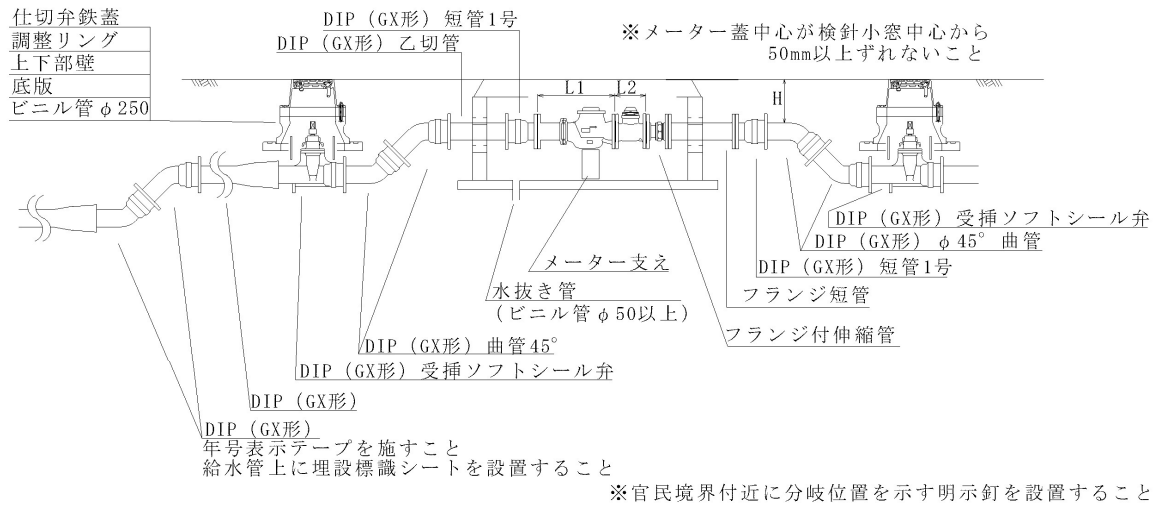 仕切弁鉄蓋
調整リング
上下部壁
底版
ビニル管φ250
DIP（GX形）短管1号
DIP（GX形）乙切管
※メーター蓋中心が検針小窓中心から
50mm以上ずれないこと
L1
L2
H
DIP（GX形）受挿ソフトシール弁
DIP（GX形）φ45°曲管
DIP（GX形）短管1号
フランジ短管
フランジ付伸縮管
メーター支え
水抜き管
（ビニル管φ50以上）
DIP（GX形）曲管45°
DIP（GX形）受挿ソフトシール弁
DIP（GX形）
DIP（GX形）
年号表示テープを施すこと
給水管上に埋設標識シートを設置すること
※官民境界付近に分岐位置を示す明示釘を設置すること